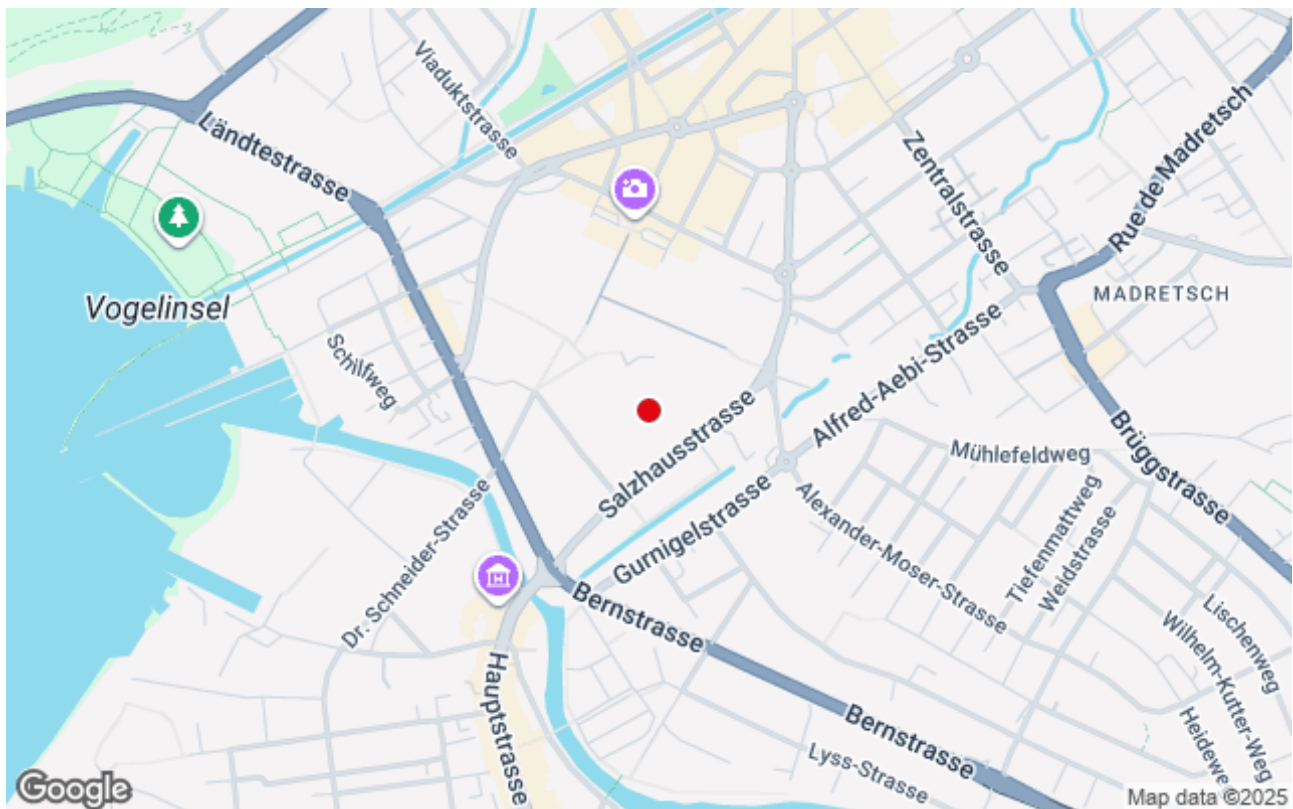 Viaduktstrasse
Ländtestrasse
Zentralstrasse
Rue de Madretsch
MADRETSCH
Vogelinsel
Schilfweg
Alfred-Aebi-Strasse
Salzhausstrasse
Mühlefeldweg
Brüggstrasse
Dr. Schneider-Strasse
Gurnigelstrasse
Alexander-Moser-Strasse
Tiefenmattweg
Weidstrasse
Bernstrasse
Hauptstrasse
Lischenweg
Wilhelm-Kutter-Weg
Heidewe
Bernstrasse
Lyss-Strasse
H
Google
Map data ©2025